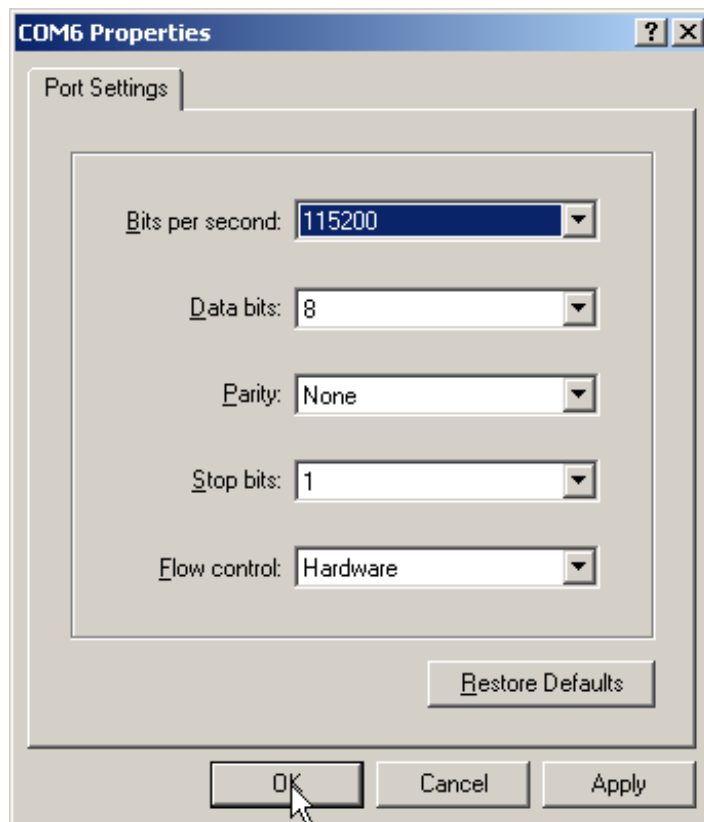 COM6 Properties
Port Settings
Bits per second: 115200
Data bits: 8
Parity: None
Stop bits: 1
Flow control: Hardware
Restore Defaults
OK Cancel Apply